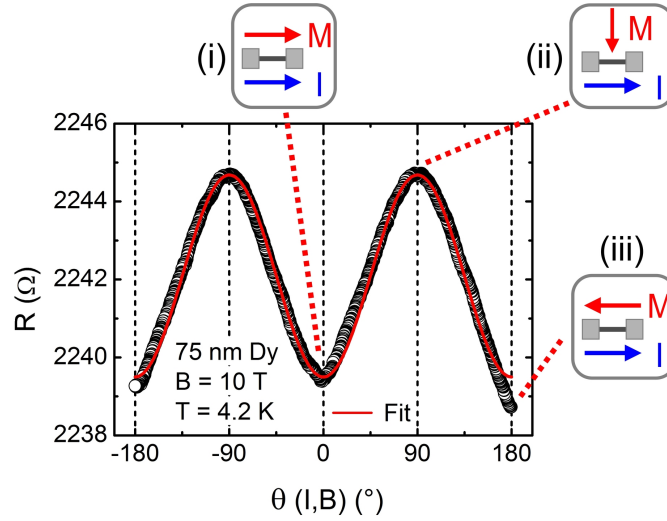 (i)
M
I
(ii)
M
I
(iii)
M
I
2246
2244
2242
2240
2238
R (Ω)
75 nm Dy
B = 10 T
T = 4.2 K
Fit
-180 -90 0 90 180
θ (I,B) (°)